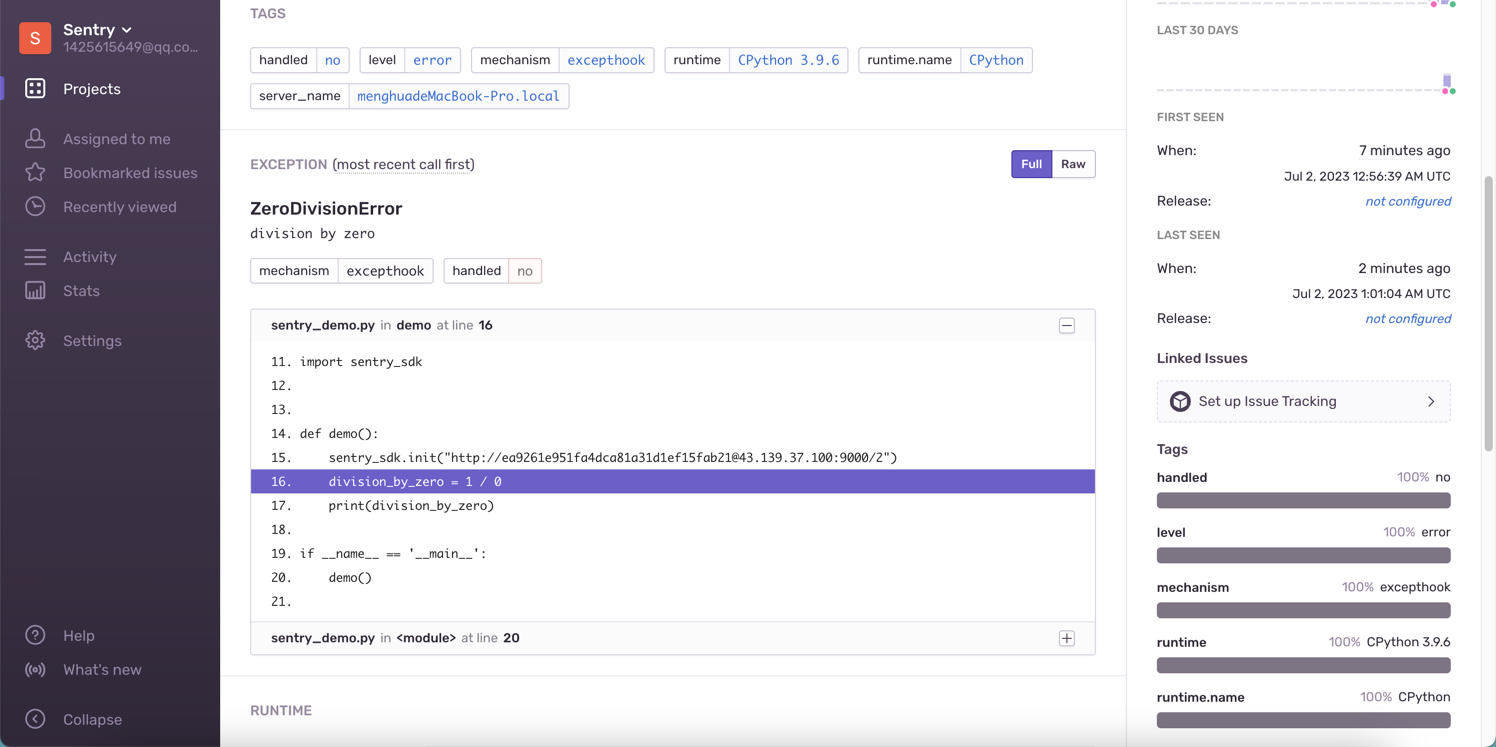 S
Sentry
1425615649@qq.co...
Projects
Assigned to me
Bookmarked issues
Recently viewed
Activity
Stats
Settings
Help
What's new
Collapse
TAGS
handled no level error mechanism excepthook runtime CPython 3.9.6 runtime.name CPython
server_name menghuadeMacBook-Pro.local
EXCEPTION (most recent call first)
Full Raw
ZeroDivisionError
division by zero
mechanism excepthook handled no
sentry_demo.py in demo at line 16
11. import sentry_sdk
12.
13.
14. def demo():
15. sentry_sdk.init("http://ea9261e951fa4dca81a31d1ef15fab21@43.139.37.100:9000/2")
16. division_by_zero = 1 / 0
17. print(division_by_zero)
18.
19. if __name__ == '__main__':
20. demo()
21.
sentry_demo.py in <module> at line 20
RUNTIME
LAST 30 DAYS
FIRST SEEN
When: 7 minutes ago
Jul 2, 2023 12:56:39 AM UTC
Release: not configured
LAST SEEN
When: 2 minutes ago
Jul 2, 2023 1:01:04 AM UTC
Release: not configured
Linked Issues
Set up Issue Tracking
Tags
handled 100% no
level 100% error
mechanism 100% excepthook
runtime 100% CPython 3.9.6
runtime.name 100% CPython